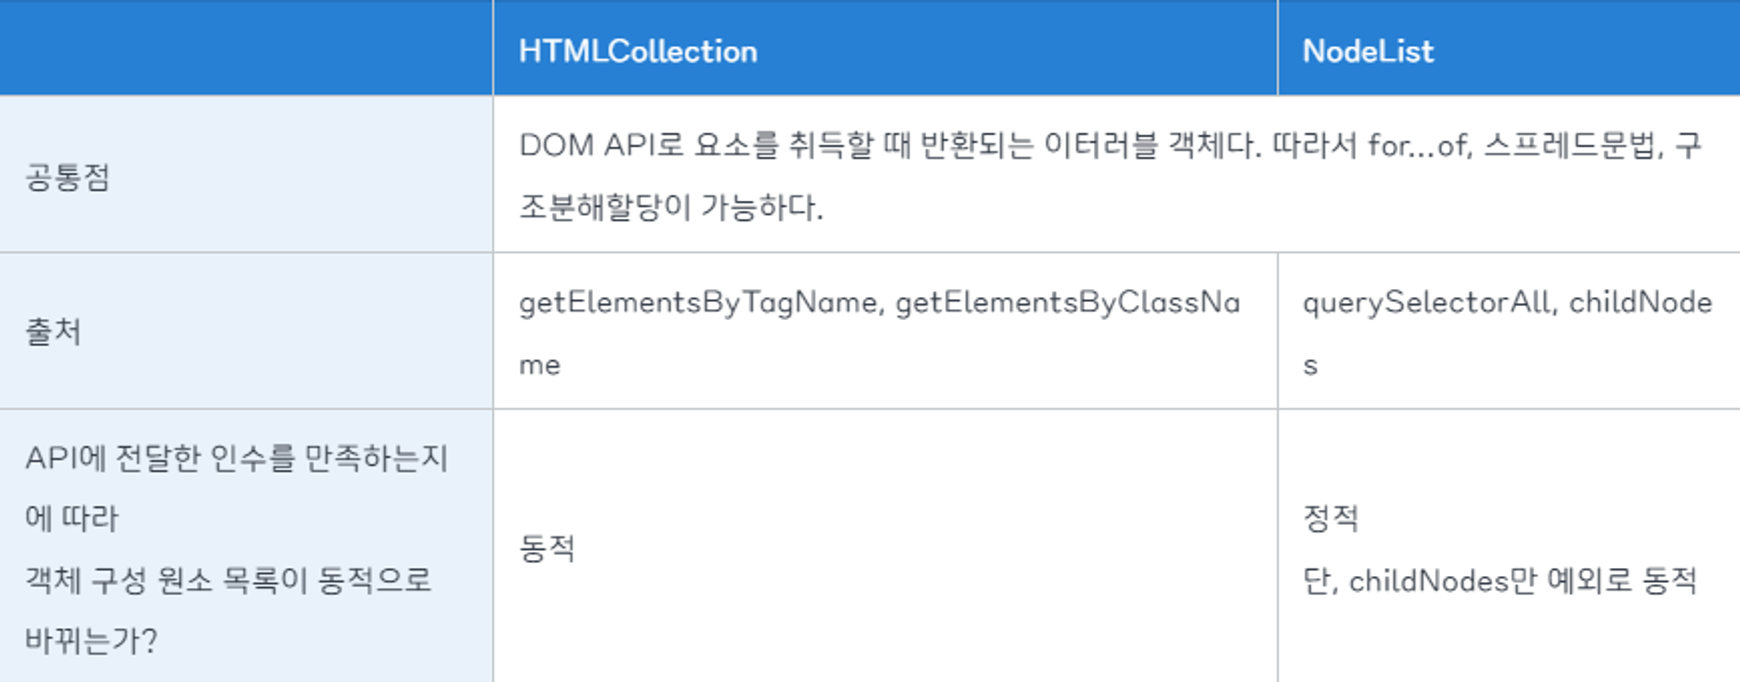 HTMLCollection
NodeList
공통점
DOM API로 요소를 취득할 때 반환되는 이터러블 객체다. 따라서 for...of, 스프레드문법, 구
조분해할당이 가능하다.
출처
getElementsByTagName, getElementsByClassNa
me
querySelectorAll, childNode
s
API에 전달한 인수를 만족하는지
에 따라
객체 구성 원소 목록이 동적으로
바뀌는가?
동적
정적
단, childNodes만 예외로 동적